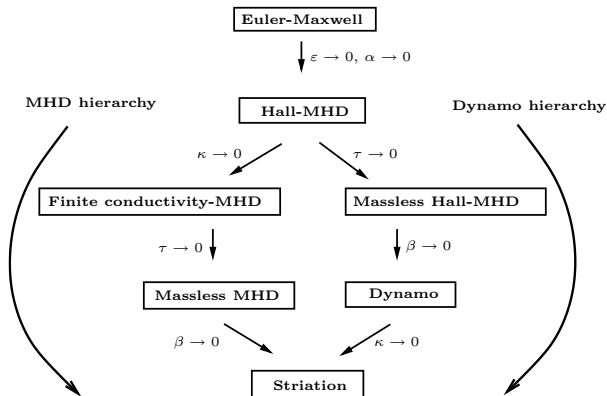 Euler-Maxwell
ε → 0, α → 0
MHD hierarchy
Hall-MHD
Dynamo hierarchy
κ → 0
τ → 0
Finite conductivity-MHD
Massless Hall-MHD
τ → 0
β → 0
Massless MHD
Dynamo
β → 0
κ → 0
Striation